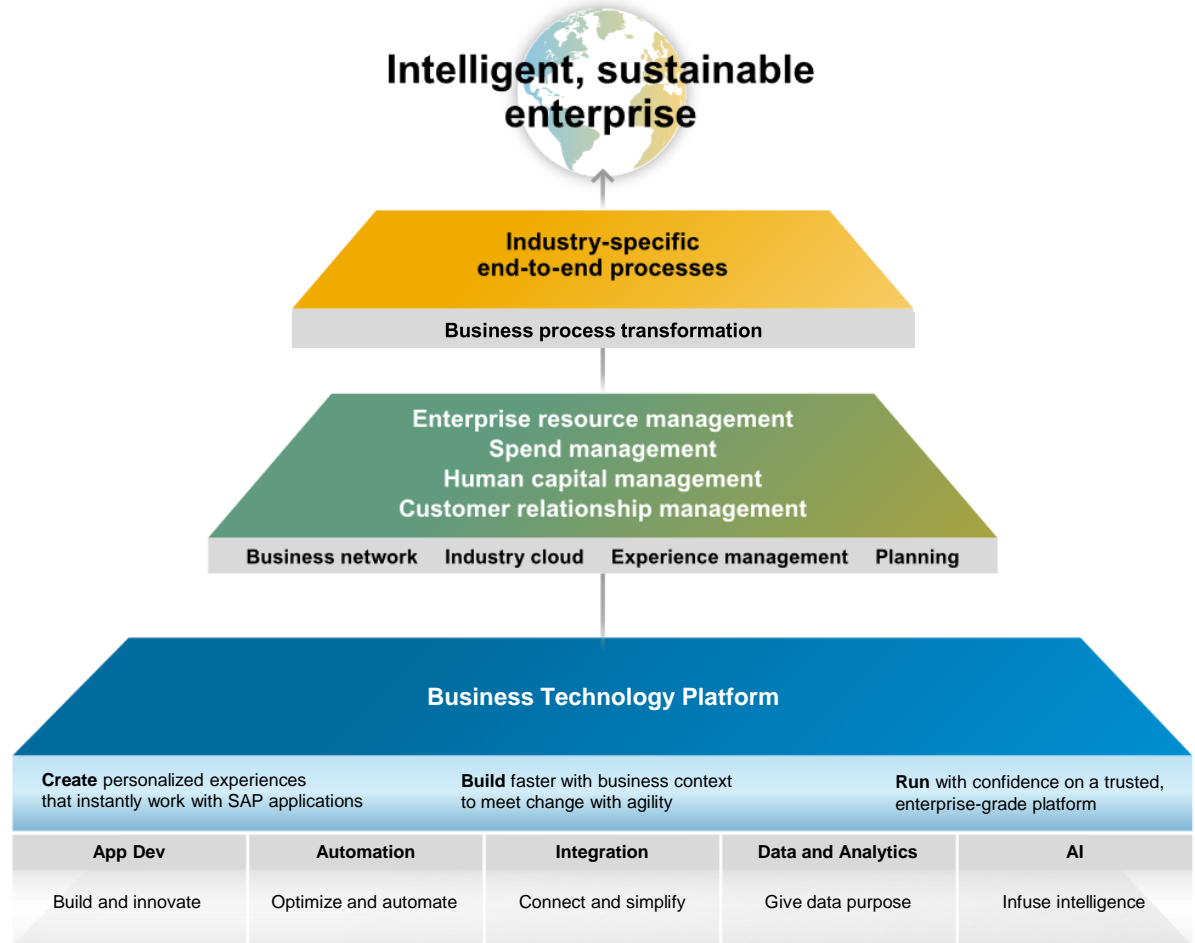 Intelligent, sustainable
enterprise
Industry-specific
end-to-end processes
Business process transformation
Enterprise resource management
Spend management
Human capital management
Customer relationship management
Business network Industry cloud Experience management Planning
Business Technology Platform
Create personalized experiences
that instantly work with SAP applications
Build faster with business context
to meet change with agility
Run with confidence on a trusted,
enterprise-grade platform
App Dev Automation Integration Data and Analytics AI
Build and innovate Optimize and automate Connect and simplify Give data purpose Infuse intelligence